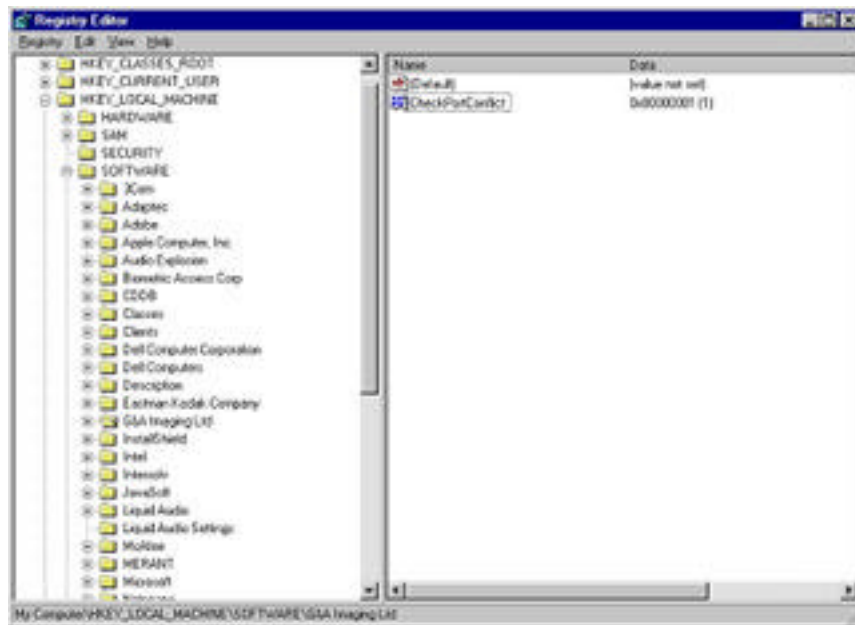 Registry Editor
Registry Edit View Help
HKEY_CLASSES_ROOT
HKEY_CURRENT_USER
HKEY_LOCAL_MACHINE
HARDWARE
SAM
SECURITY
SOFTWARE
3Com
Adaptec
Adobe
Apple Computer, Inc.
Audio Explosion
Biometric Access Corp
CDDB
Classes
Clients
Dell Computer Corporation
Dell Computers
Description
Eastman Kodak Company
G&A Imaging Ltd
InstallShield
Intel
Intersolv
JavaSoft
Liquid Audio
Liquid Audio Settings
McAfee
MERANT
Microsoft
Name Data
(Default) (value not set)
CheckPortConflict 0x00000001 (1)
My Computer\HKEY_LOCAL_MACHINE\SOFTWARE\G&A Imaging Ltd